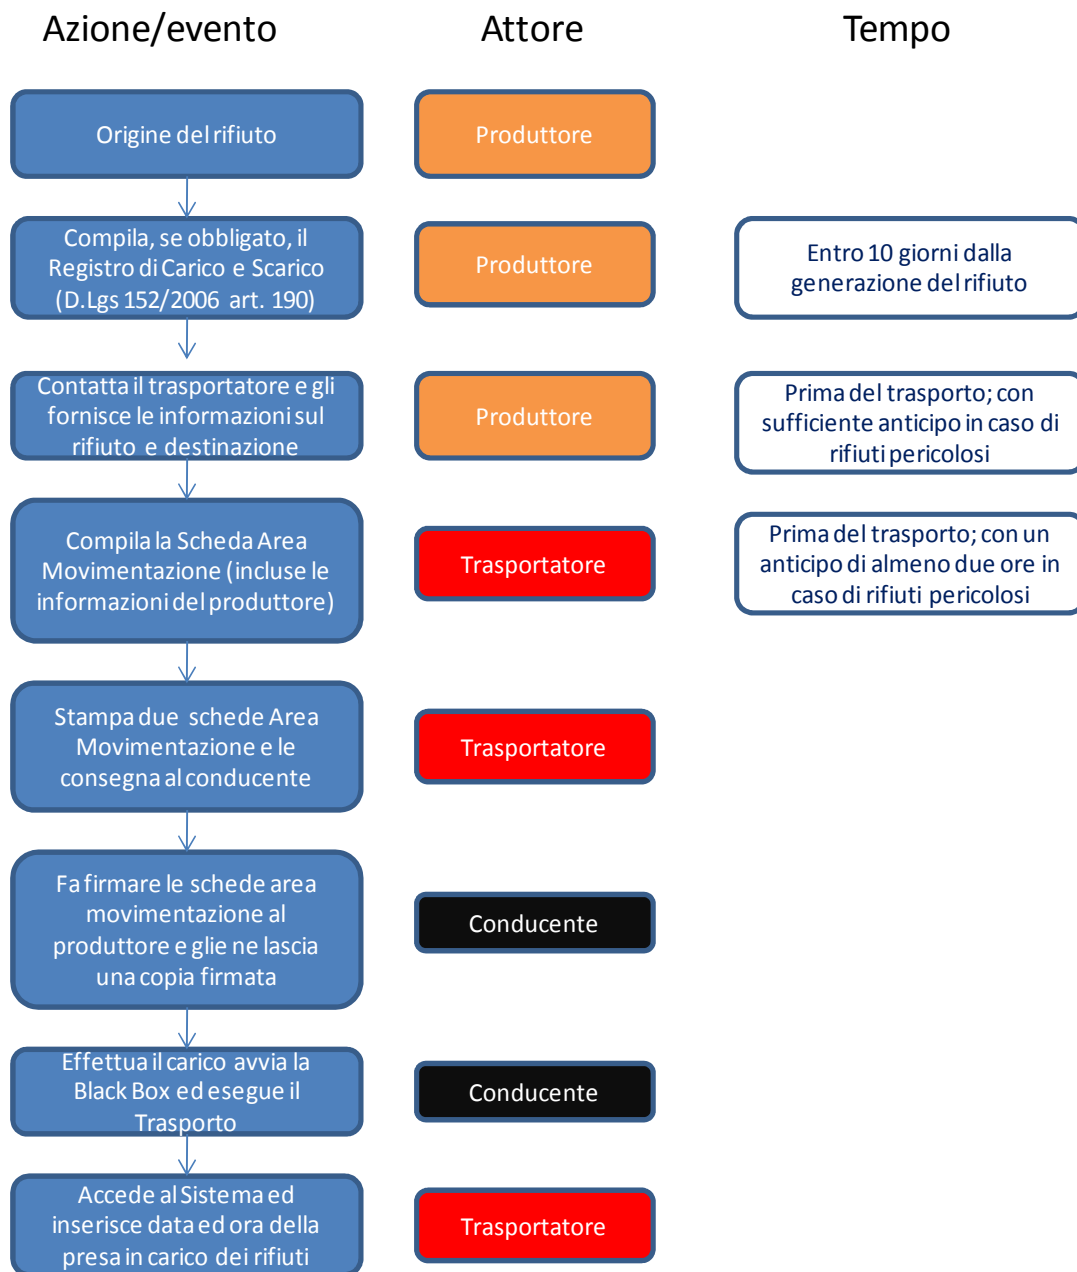 Azione/evento
Attore
Tempo
Origine del rifiuto
Produttore
Compila, se obbligato, il
Registro di Carico e Scarico
(D.Lgs 152/2006 art. 190)
Produttore
Entro 10 giorni dalla
generazione del rifiuto
Contatta il trasportatore e gli
fornisce le informazioni sul
rifiuto e destinazione
Produttore
Prima del trasporto; con
sufficiente anticipo in caso di
rifiuti pericolosi
Compila la Scheda Area
Movimentazione (incluse le
informazioni del produttore)
Trasportatore
Prima del trasporto; con un
anticipo di almeno due ore in
caso di rifiuti pericolosi
Stampa due schede Area
Movimentazione e le
consegna al conducente
Trasportatore
Fa firmare le schede area
movimentazione al
produttore e glie ne lascia
una copia firmata
Conducente
Effettua il carico avvia la
Black Box ed esegue il
Trasporto
Conducente
Accede al Sistema ed
inserisce data ed ora della
presa in carico dei rifiuti
Trasportatore